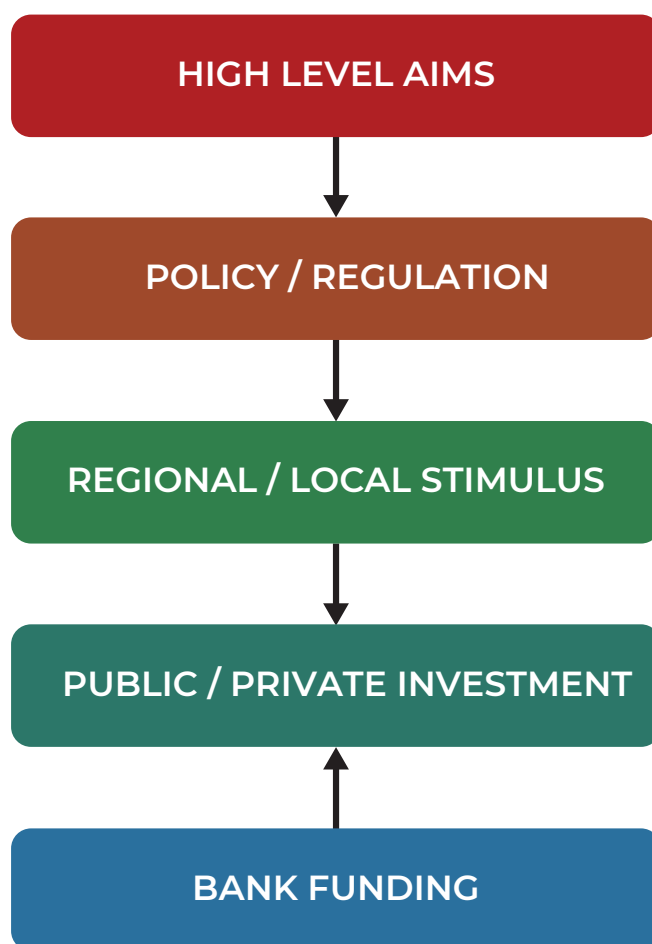 HIGH LEVEL AIMS
POLICY / REGULATION
REGIONAL / LOCAL STIMULUS
PUBLIC / PRIVATE INVESTMENT
BANK FUNDING